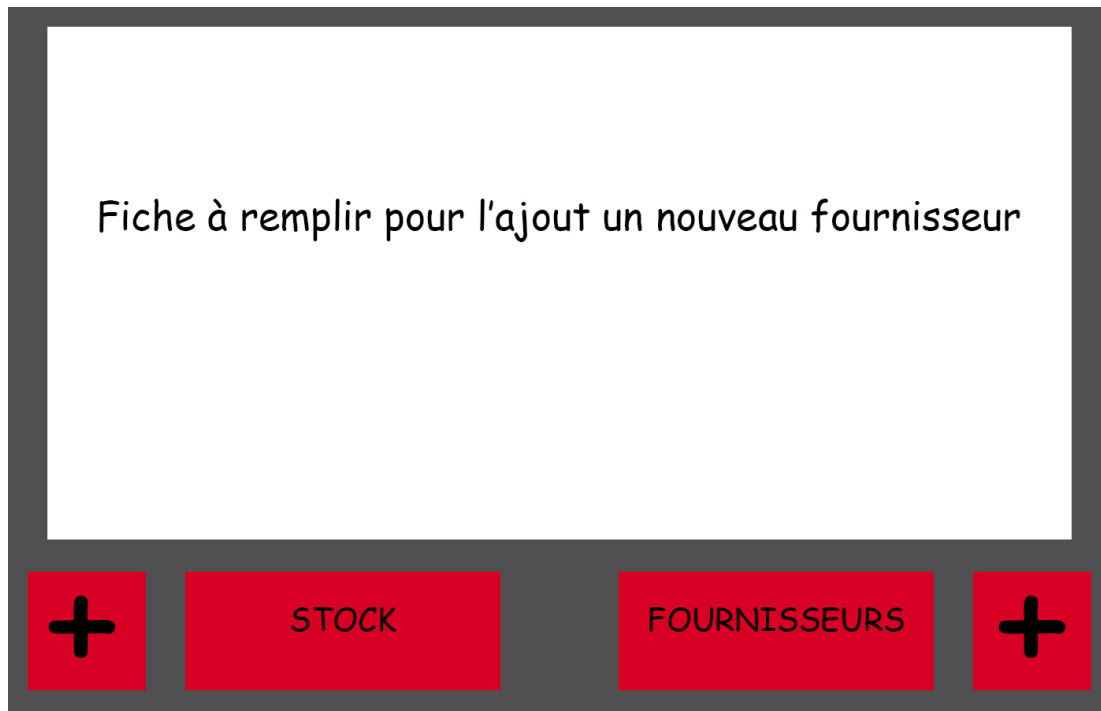 Fiche à remplir pour l’ajout un nouveau fournisseur
+ STOCK FOURNISSEURS +